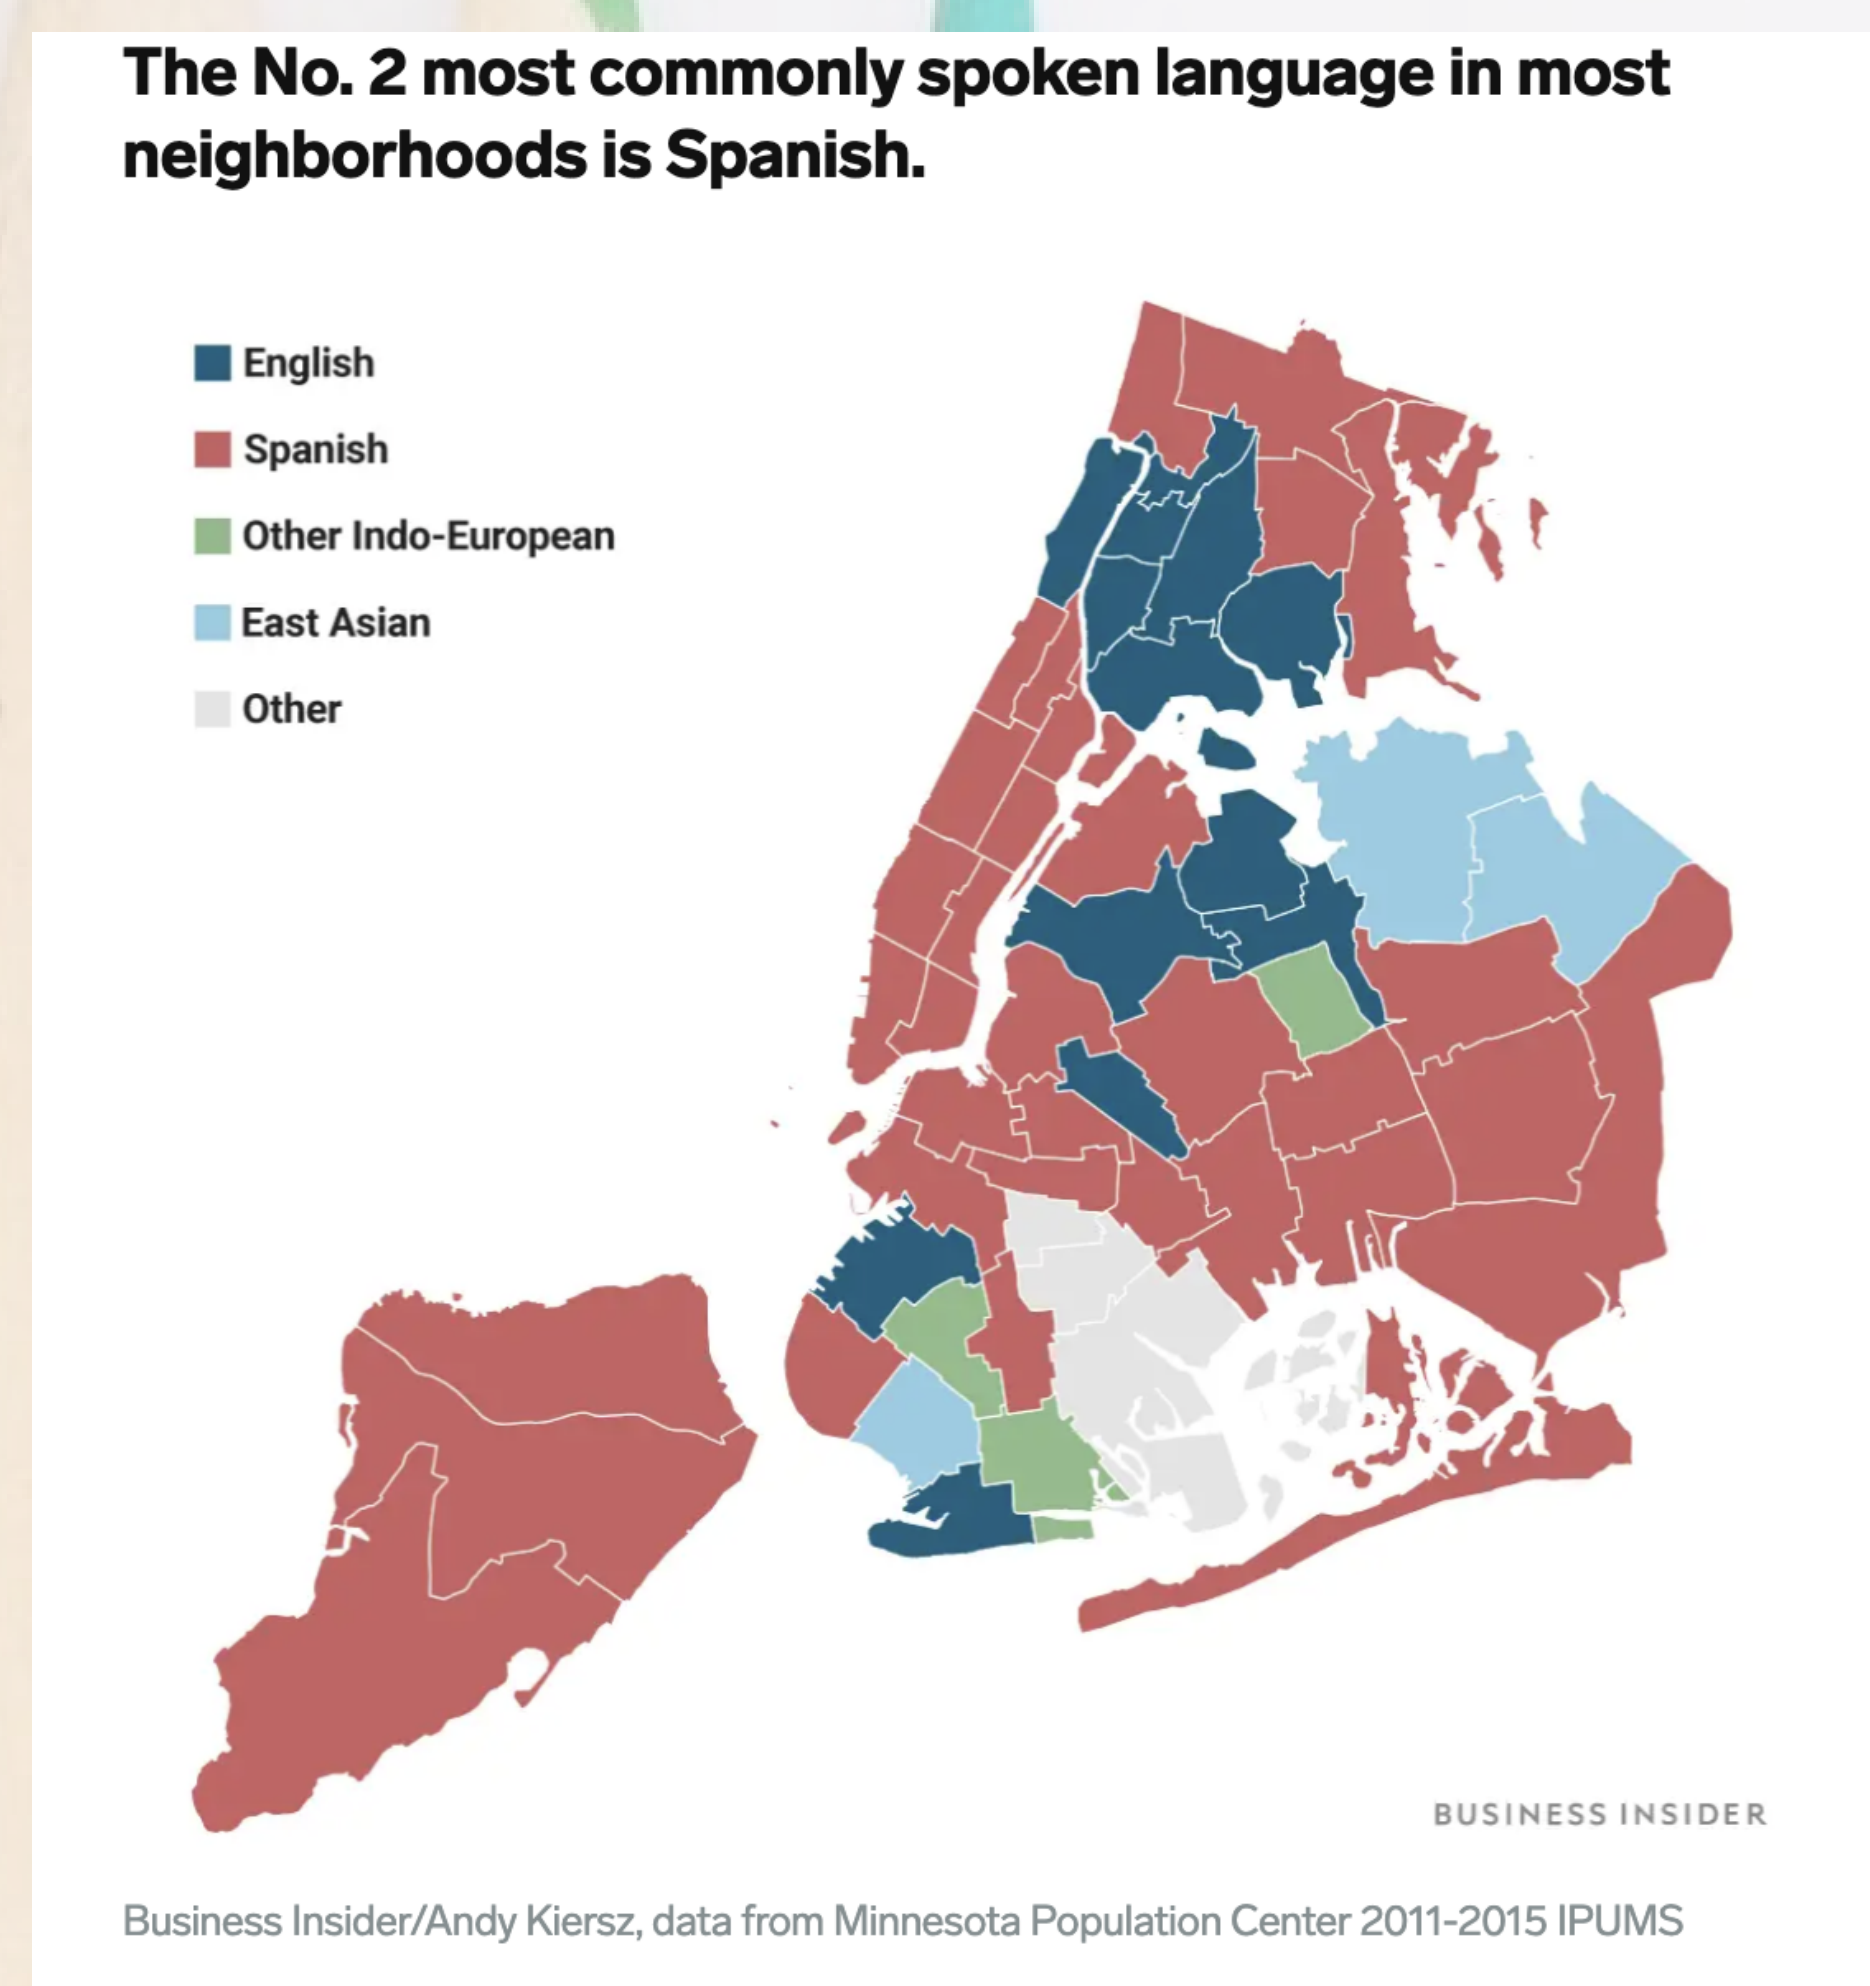 The No. 2 most commonly spoken language in most
neighborhoods is Spanish.
English
Spanish
Other Indo-European
East Asian
Other
BUSINESS INSIDER
Business Insider/Andy Kiersz, data from Minnesota Population Center 2011-2015 IPUMS